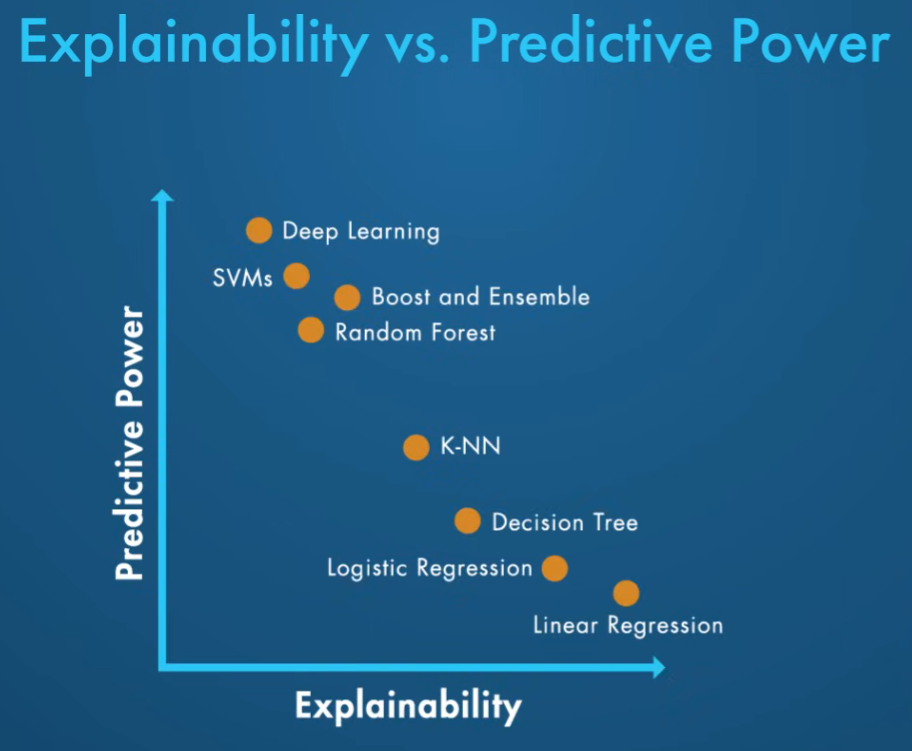 Explainability vs. Predictive Power
Deep Learning
SVMs
Boost and Ensemble
Random Forest
K-NN
Decision Tree
Logistic Regression
Linear Regression
Predictive Power
Explainability